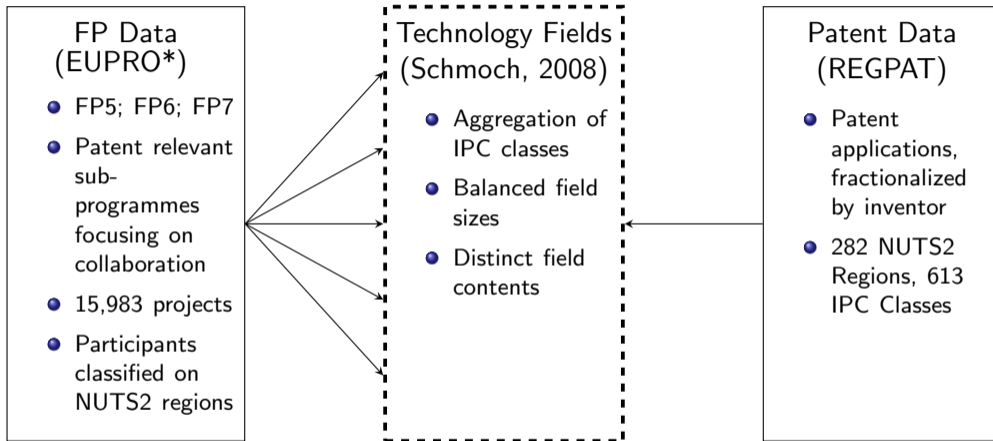 FP Data
(EUPRO*)
FP5; FP6; FP7
Patent relevant
sub-
programmes
focusing on
collaboration
15,983 projects
Participants
classified on
NUTS2 regions
Technology Fields
(Schmoch, 2008)
Aggregation of
IPC classes
Balanced field
sizes
Distinct field
contents
Patent Data
(REGPAT)
Patent
applications,
fractionalized
by inventor
282 NUTS2
Regions, 613
IPC Classes